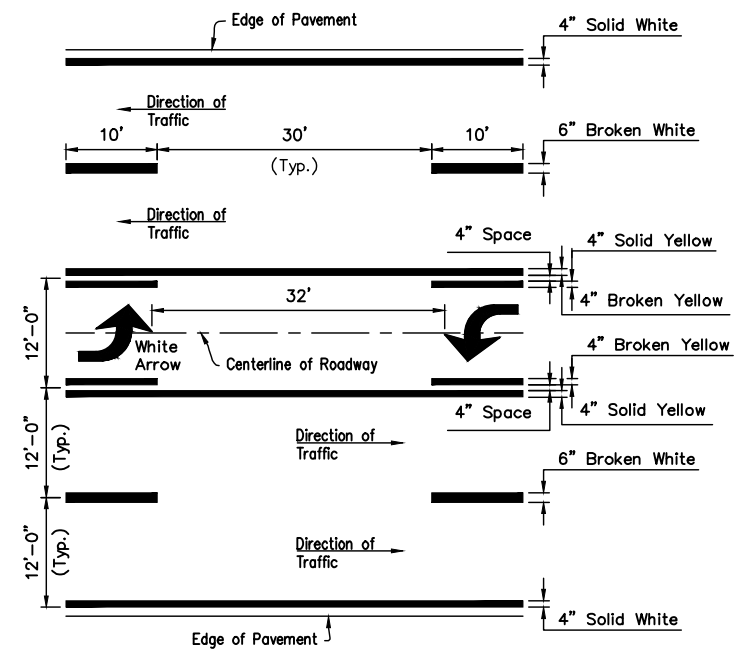 Edge of Pavement
4" Solid White
Direction of
Traffic
10'
30'
10'
6" Broken White
(Typ.)
Direction of
Traffic
4" Space
4" Solid Yellow
32'
4" Broken Yellow
12'-0"
White
Arrow
Centerline of Roadway
4" Broken Yellow
4" Space
4" Solid Yellow
12'-0"
(Typ.)
Direction of
Traffic
6" Broken White
12'-0"
(Typ.)
Direction of
Traffic
4" Solid White
Edge of Pavement